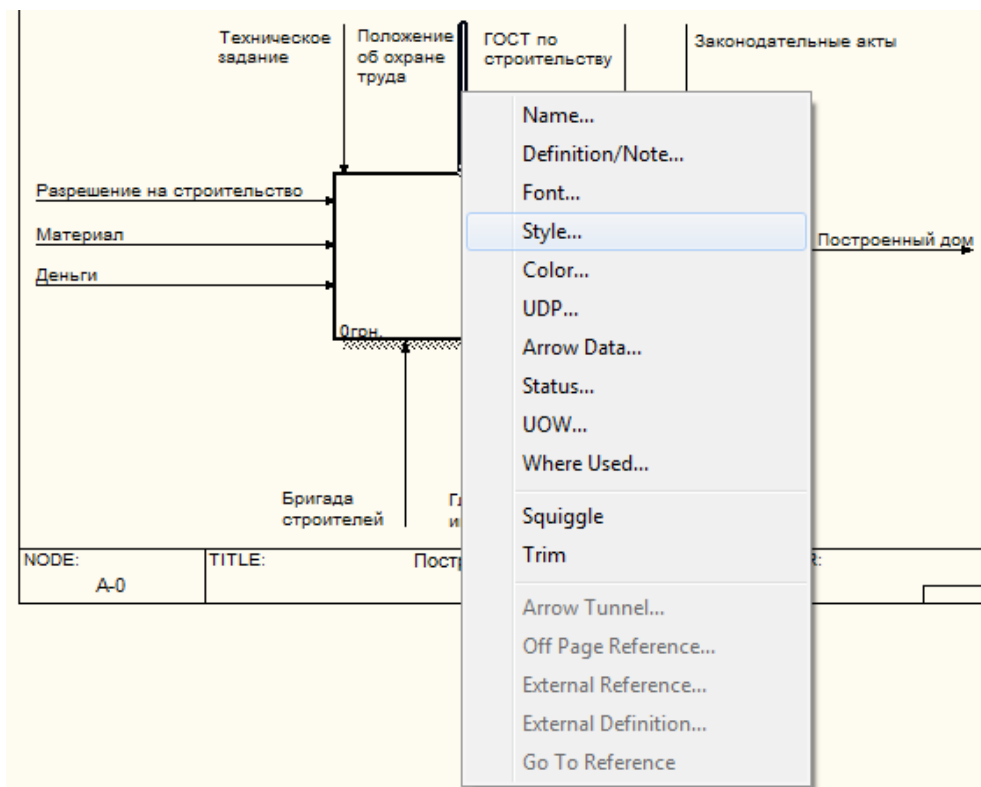 Техническое
задание
Положение
об охране
труда
ГОСТ по
строительству
Законодательные акты
Разрешение на строительство
Материал
Деньги
0грн.
Построенный дом
Бригада
строителей
NODE:
A-0
TITLE:
Name...
Definition/Note...
Font...
Style...
Color...
UDP...
Arrow Data...
Status...
UOW...
Where Used...
Squiggle
Trim
Arrow Tunnel...
Off Page Reference...
External Reference...
External Definition...
Go To Reference